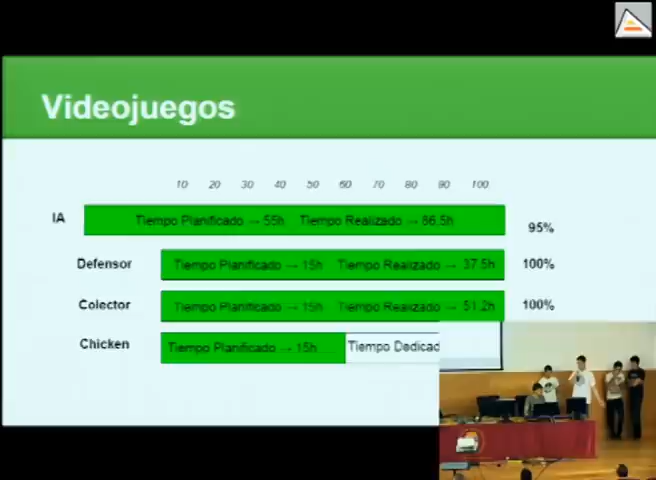 Videojuegos
10 20 30 40 50 60 70 80 90 100
IA Tiempo Planificado → 55h Tiempo Realizado → 86,5h 95%
Defensor Tiempo Planificado → 15h Tiempo Realizado → 37.5h 100%
Colector Tiempo Planificado → 15h Tiempo Realizado → 51.2h 100%
Chicken Tiempo Planificado → 15h Tiempo Dedicad